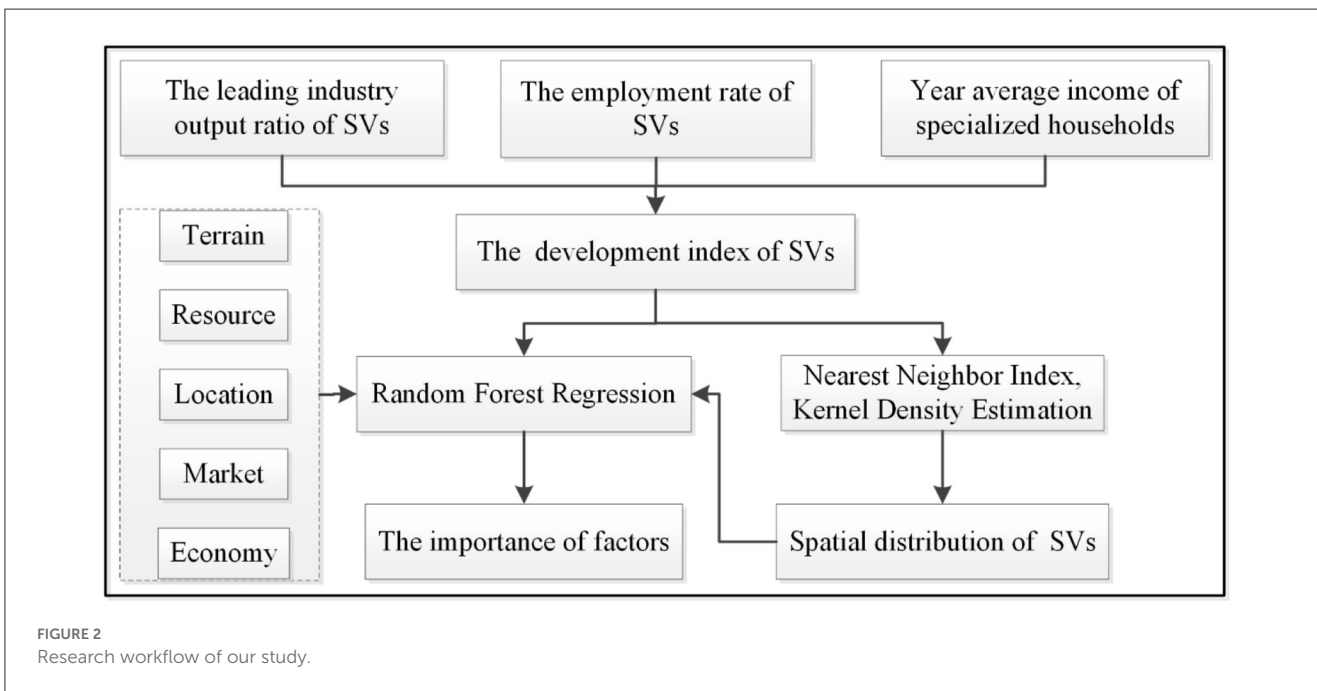 The leading industry
output ratio of SVs
The employment rate of
SVs
Year average income of
specialized households
The development index of SVs
Terrain
Resource
Location
Market
Economy
Random Forest Regression
Nearest Neighbor Index,
Kernel Density Estimation
The importance of factors
Spatial distribution of SVs
FIGURE 2
Research workflow of our study.